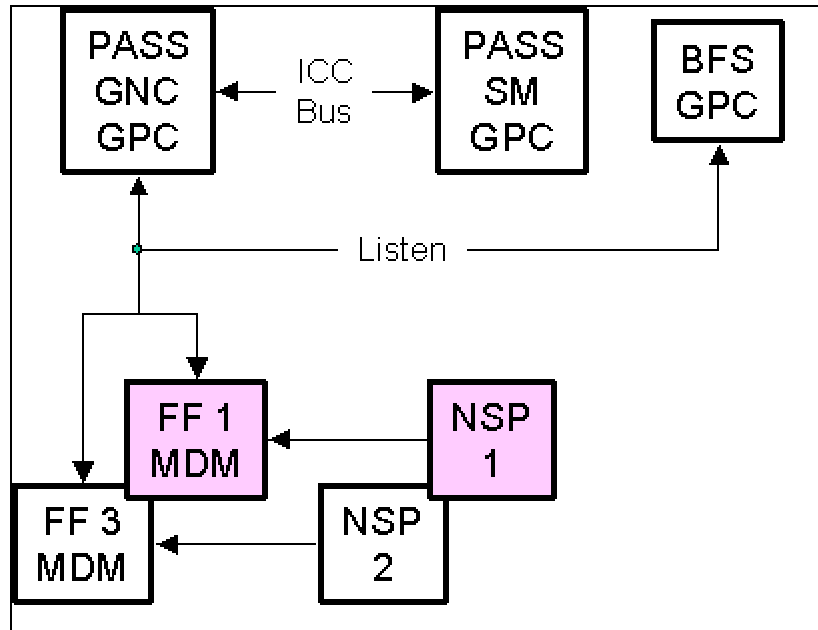 PASS
GNC
GPC
ICC
Bus
PASS
SM
GPC
BFS
GPC
Listen
FF 1
MDM
NSP
1
FF 3
MDM
NSP
2